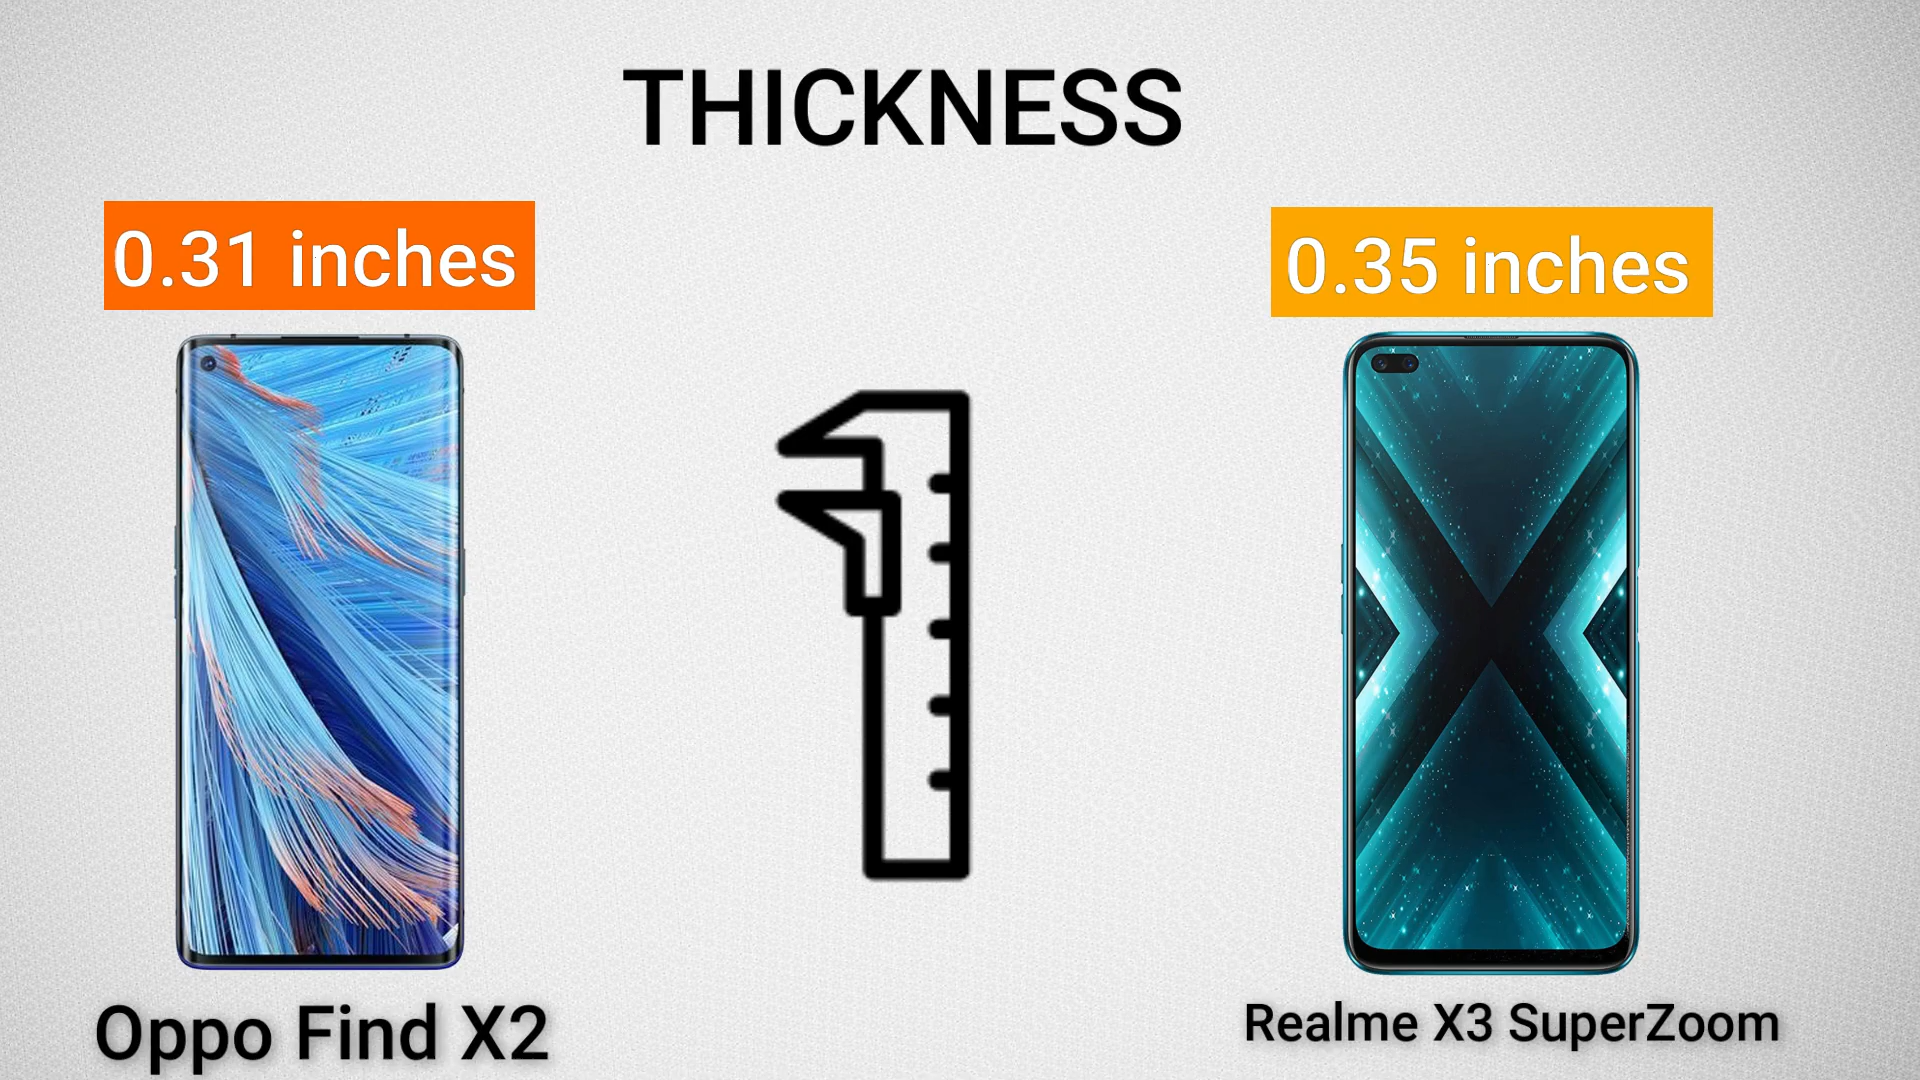 THICKNESS
0.31 inches
0.35 inches
Oppo Find X2
Realme X3 SuperZoom